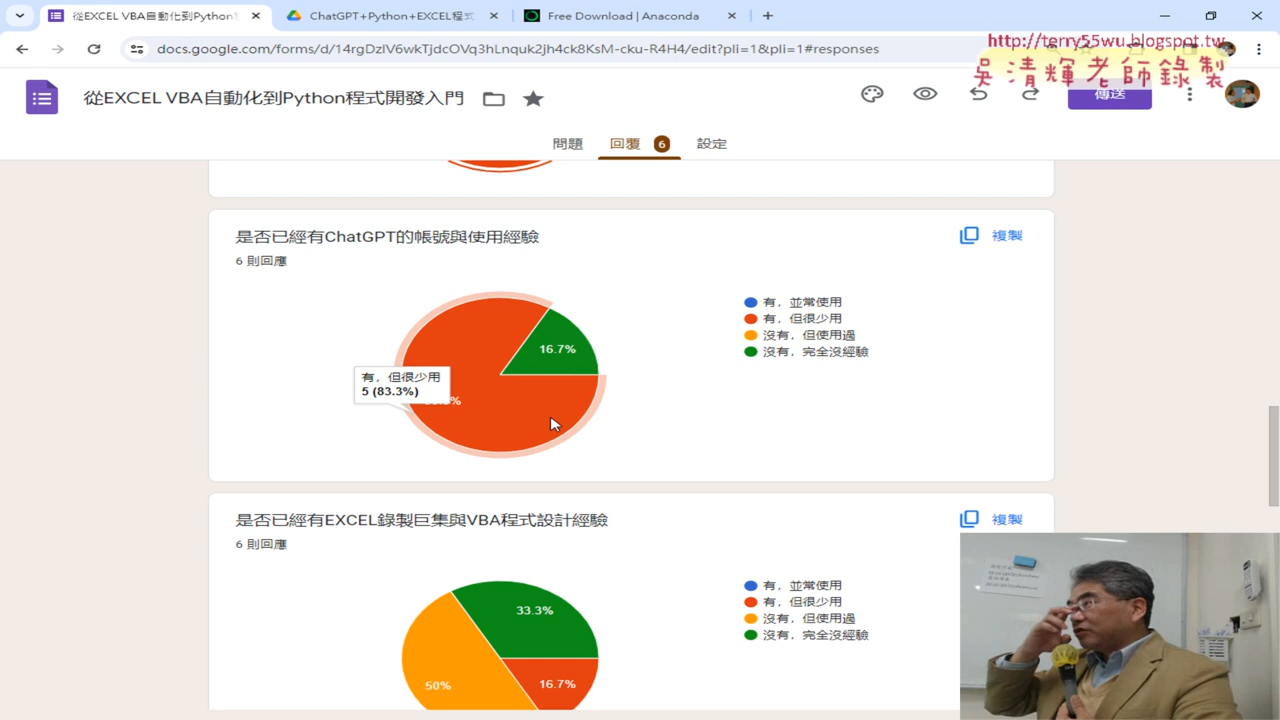 從EXCEL VBA自動化到Python
ChatGPT+Python+EXCEL程式
Free Download | Anaconda
docs.google.com/forms/d/14rgDzlV6wkTjdcOVq3hLnquk2jh4ck8KsM-cku-R4H4/edit?pli=1&pli=1#responses
http://terry55wu.blogspot.tw
吳清輝老師錄製
從EXCEL VBA自動化到Python程式開發入門
傳送
問題
回覆 6
設定
是否已經有ChatGPT的帳號與使用經驗
複製
6 則回應
有，並常使用
有，但很少用
沒有，但使用過
沒有，完全沒經驗
16.7%
有，但很少用
5 (83.3%)
是否已經有EXCEL錄製巨集與VBA程式設計經驗
複製
6 則回應
有，並常使用
有，但很少用
沒有，但使用過
沒有，完全沒經驗
33.3%
50%
16.7%